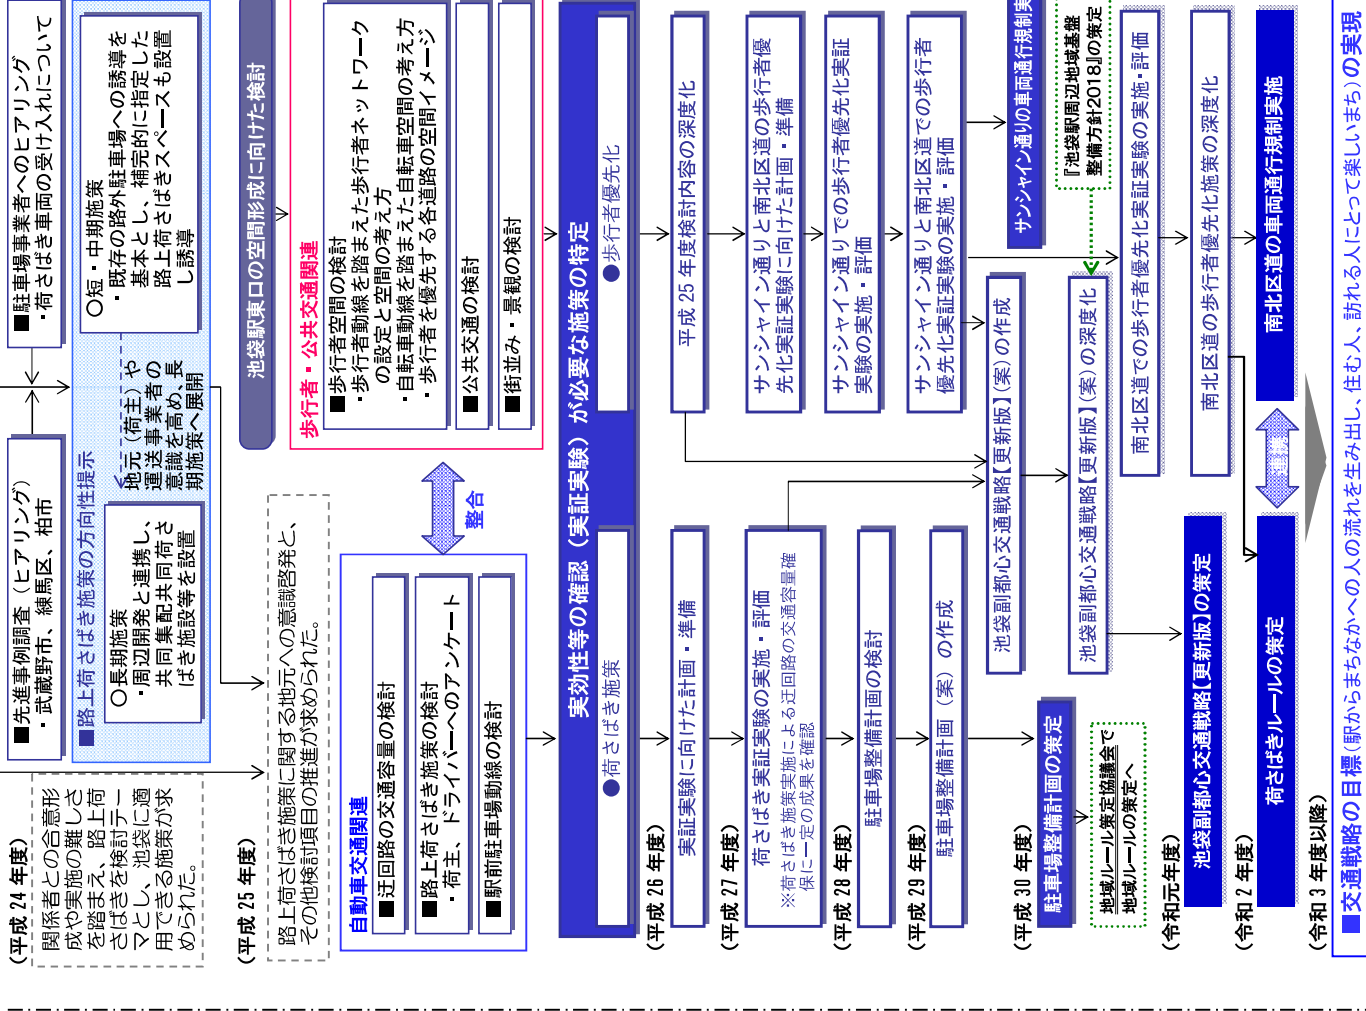 (平成 24 年度)
関係者との合意形
成や実施の難しさ
を踏まえ、路上荷
さばきを検討テー
マとし、池袋に適
用できる施策が求
められた。
■先進事例調査（ヒアリング）
・武蔵野市、練馬区、柏市
■駐車場事業者へのヒアリング
・荷さばき車両の受け入れについて
■路上荷さばき施策の方向性提示
〇長期施策
・周辺開発と連携し、
共同集配共同荷さ
ばき施設等を設置
地元（荷主）や
運送事業者の
意識を高め、長
期施策へ展開
〇短・中期施策
・既存の路外駐車場への誘導を
基本とし、補完的に指定した
路上荷さばきスペースも設置
し誘導
(平成 25 年度)
路上荷さばき施策に関する地元への意識啓発と、
その他検討項目の推進が求められた。
池袋駅東口の空間形成に向けた検討
自動車交通関連
■迂回路の交通容量の検討
■路上荷さばき施策の検討
・荷主、ドライバーへのアンケート
■駅前駐車場動線の検討
整合
歩行者・公共交通関連
■歩行者空間の検討
・歩行者動線を踏まえた歩行者ネットワーク
の設定と空間の考え方
・自転車動線を踏まえた自転車空間の考え方
・歩行者を優先する各道路の空間イメージ
■公共交通の検討
■街並み・景観の検討
実効性等の確認（実証実験）が必要な施策の特定
●荷さばき施策
●歩行者優先化
(平成 26 年度)
実証実験に向けた計画・準備
平成 25 年度検討内容の深度化
(平成 27 年度)
荷さばき実証実験の実施・評価
※荷さばき施策実施による迂回路の交通容量確
保に一定の成果を確認
サンシャイン通りと南北区道の歩行者優
先化実証実験に向けた計画・準備
(平成 28 年度)
駐車場整備計画の検討
サンシャイン通りでの歩行者優先化実証
実験の実施・評価
(平成 29 年度)
駐車場整備計画（案）の作成
サンシャイン通りと南北区道での歩行者
優先化実証実験の実施・評価
池袋副都心交通戦略【更新版】（案）の作成
(平成 30 年度)
駐車場整備計画の策定
サンシャイン通りの車両通行規制実
地域ルール策定協議会で
地域ルールの策定へ
池袋副都心交通戦略【更新版】（案）の深度化
『池袋駅周辺地域基盤
整備方針2018』の策定
南北区道での歩行者優先化実証実験の実施・評価
(令和元年度)
池袋副都心交通戦略【更新版】の策定
南北区道の歩行者優先化施策の深度化
(令和 2 年度)
荷さばきルールの策定
連携
南北区道の車両通行規制実施
(令和 3 年度以降)
■交通戦略の目標（駅からまちなかへの人の流れを生み出し、住む人、訪れる人にとって楽しいまち）の実現